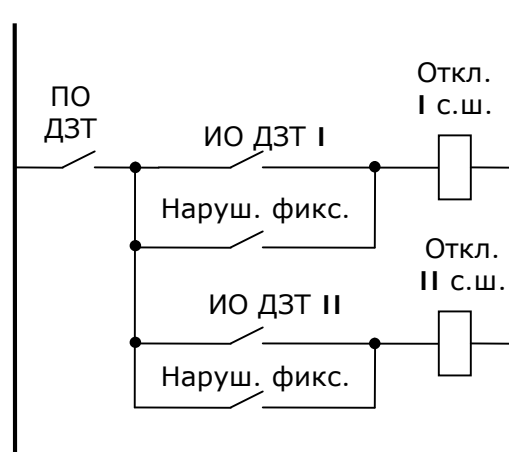 Откл.
I с.ш.
ПО
ДЗТ
ИО ДЗТ I
Наруш. фикс.
Откл.
II с.ш.
ИО ДЗТ II
Наруш. фикс.